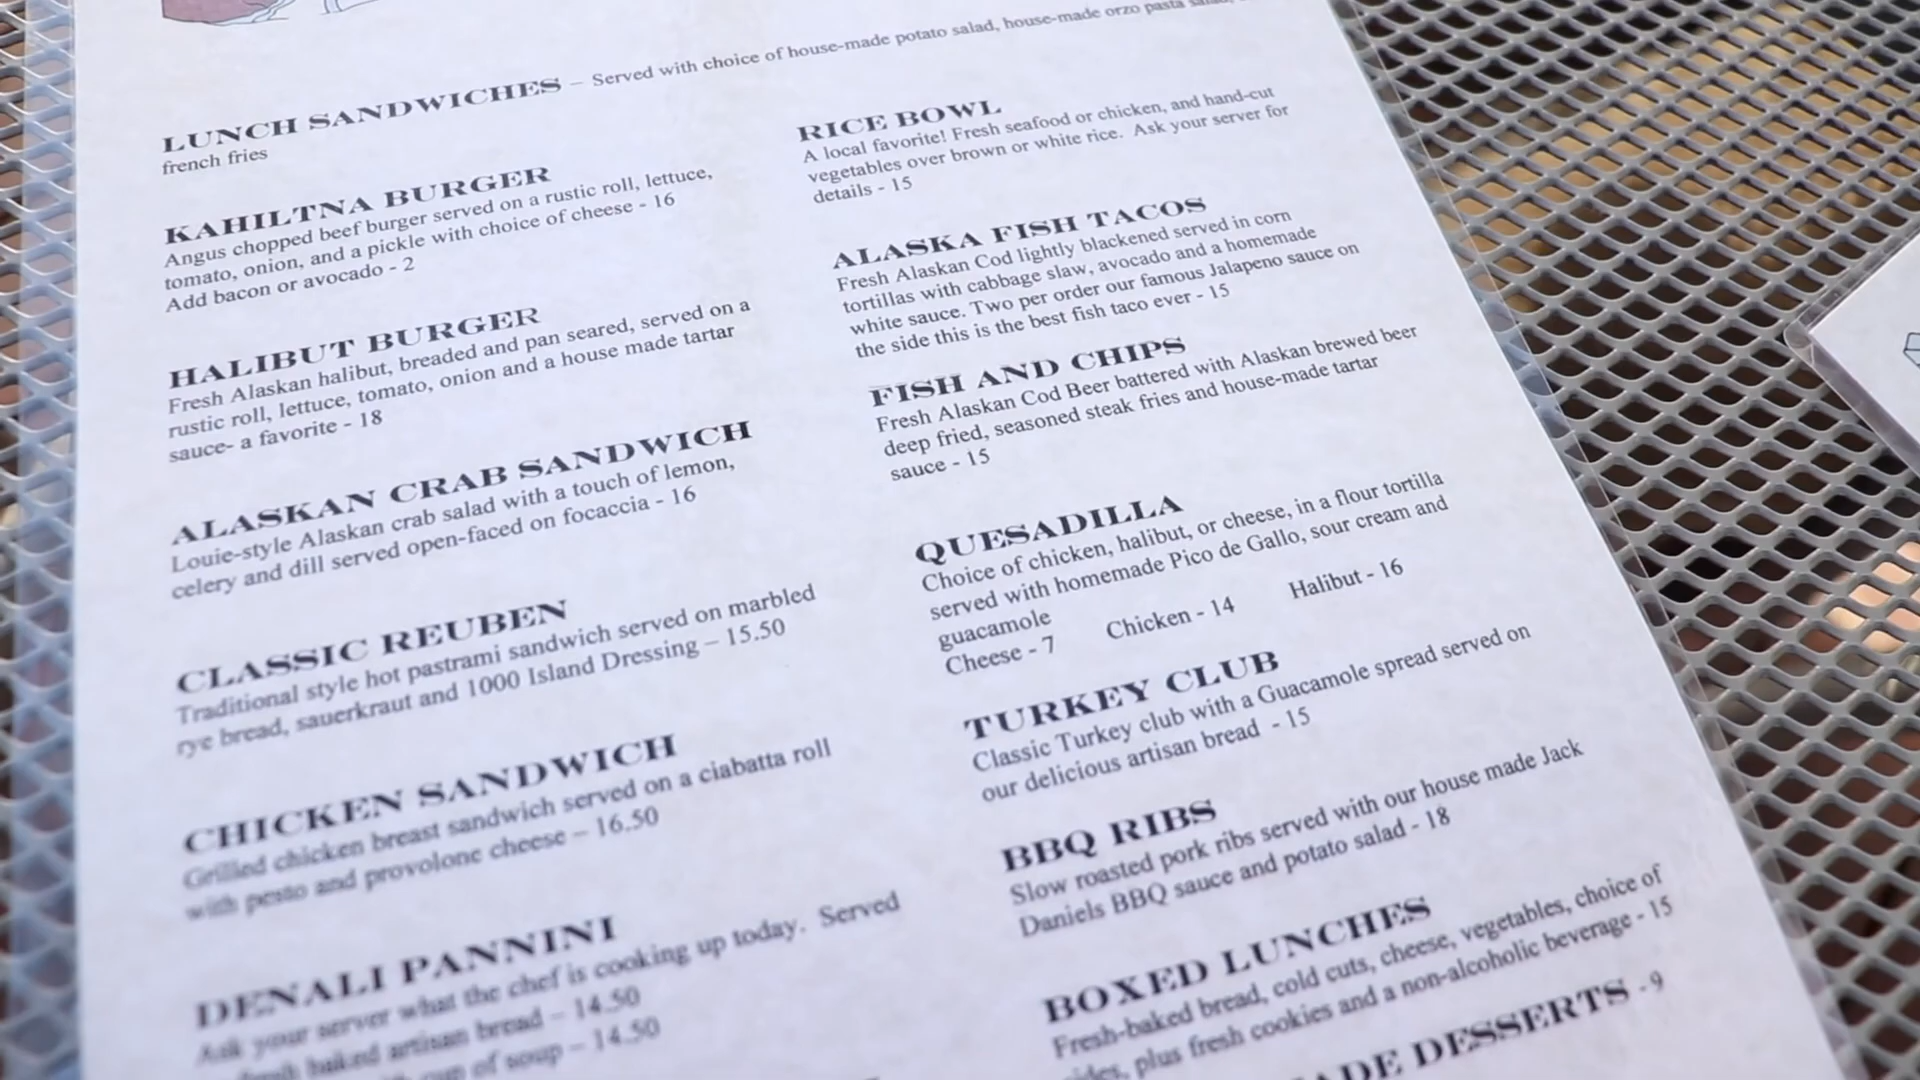 LUNCH SANDWICHES – Served with choice of house-made potato salad, house-made orzo pasta salad,
french fries
KAHILTNA BURGER
Angus chopped beef burger served on a rustic roll, lettuce,
tomato, onion, and a pickle with choice of cheese - 16
Add bacon or avocado - 2
HALIBUT BURGER
Fresh Alaskan halibut, breaded and pan seared, served on a
rustic roll, lettuce, tomato, onion and a house made tartar
sauce- a favorite - 18
ALASKAN CRAB SANDWICH
Louie-style Alaskan crab salad with a touch of lemon,
celery and dill served open-faced on focaccia - 16
CLASSIC REUBEN
Traditional style hot pastrami sandwich served on marbled
rye bread, sauerkraut and 1000 Island Dressing – 15.50
CHICKEN SANDWICH
Grilled chicken breast sandwich served on a ciabatta roll
with pesto and provolone cheese – 16.50
DENALI PANNINI
Ask your server what the chef is cooking up today. Served
fresh baked artisan bread – 14.50
cup of soup – 14.50
RICE BOWL
A local favorite! Fresh seafood or chicken, and hand-cut
vegetables over brown or white rice. Ask your server for
details - 15
ALASKA FISH TACOS
Fresh Alaskan Cod lightly blackened served in corn
tortillas with cabbage slaw, avocado and a homemade
white sauce. Two per order our famous Jalapeno sauce on
the side this is the best fish taco ever - 15
FISH AND CHIPS
Fresh Alaskan Cod Beer battered with Alaskan brewed beer
deep fried, seasoned steak fries and house-made tartar
sauce - 15
QUESADILLA
Choice of chicken, halibut, or cheese, in a flour tortilla
served with homemade Pico de Gallo, sour cream and
guacamole
Cheese - 7 Chicken - 14 Halibut - 16
TURKEY CLUB
Classic Turkey club with a Guacamole spread served on
our delicious artisan bread - 15
BBQ RIBS
Slow roasted pork ribs served with our house made Jack
Daniels BBQ sauce and potato salad - 18
BOXED LUNCHES
Fresh-baked bread, cold cuts, cheese, vegetables, choice of
plus fresh cookies and a non-alcoholic beverage - 15
DESSERTS - 9